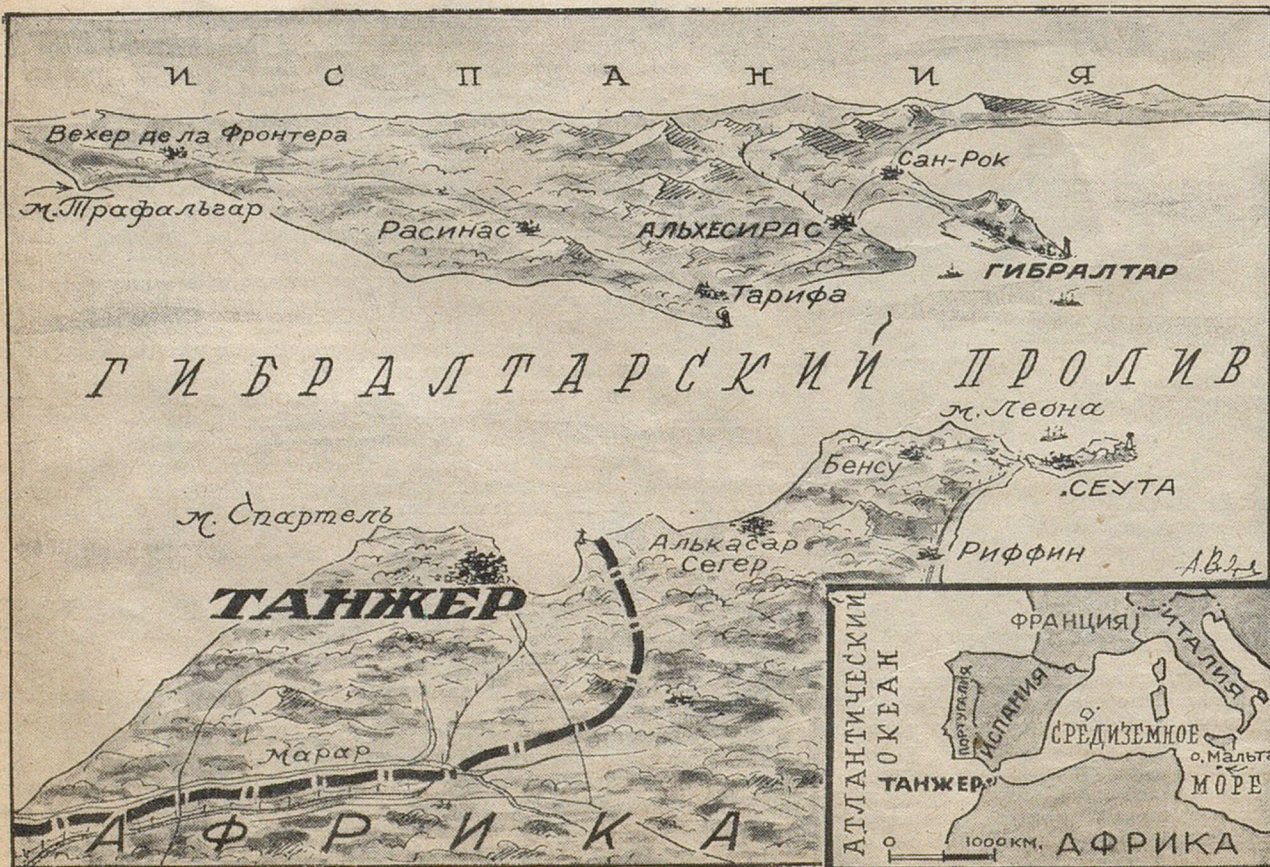 ИСПАНИЯ
Вехер де ла Фронтера
Сан-Рок
м. Трафальгар
Расинас
АЛЬХЕСИРАС
ГИБРАЛТАР
Тарифа
ГИБРАЛТАРСКИЙ ПРОЛИВ
м. Леона
Бенсу
СЕУТА
м. Спартель
Алькасар
Сегер
Риффин
ТАНЖЕР
Марар
АФРИКА
АТЛАНТИЧЕСКИЙ
ОКЕАН
ФРАНЦИЯ
ИТАЛИЯ
ПОРТУГАЛИЯ
ИСПАНИЯ
СРЕДИЗЕМНОЕ
о. Мальта
ТАНЖЕР
МОРЕ
0 1000 КМ.
АФРИКА